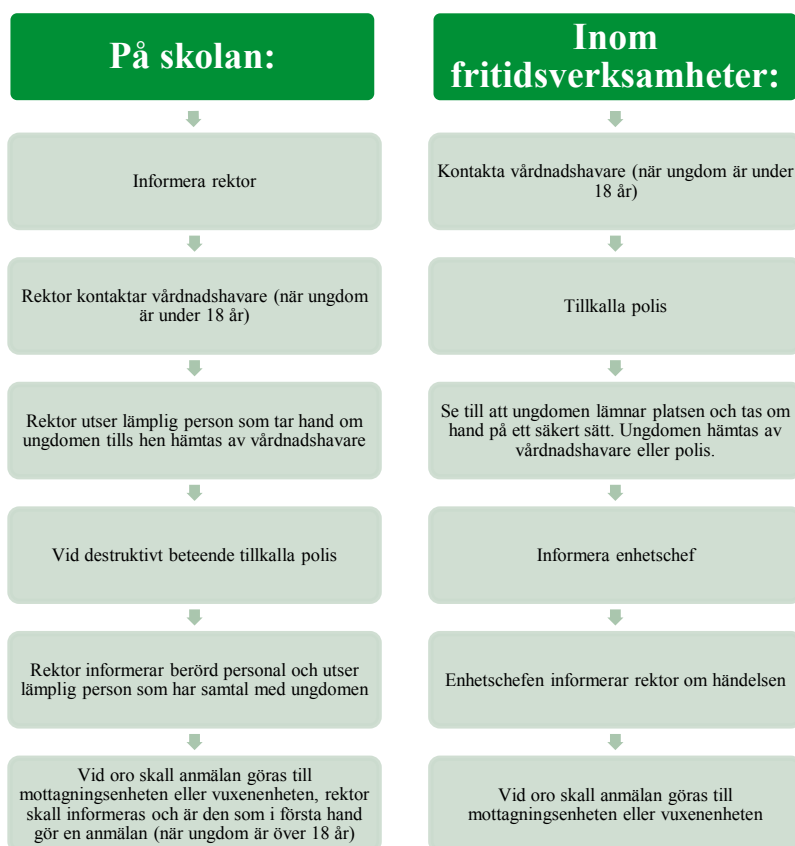 På skolan:
Informera rektor
Rektor kontaktar vårdnadshavare (när ungdom
är under 18 år)
Rektor utser lämplig person som tar hand om
ungdomen tills hen hämtas av vårdnadshavare
Vid destruktivt beteende tillkalla polis
Rektor informerar berörd personal och utser
lämplig person som har samtal med ungdomen
Vid oro skall anmälan göras till
mottagningsenheten eller vuxenenheten, rektor
skall informeras och är den som i första hand
gör en anmälan (när ungdom är över 18 år)
Inom
fritidsverksamheter:
Kontakta vårdnadshavare (när ungdom är under
18 år)
Tillkalla polis
Se till att ungdomen lämnar platsen och tas om
hand på ett säkert sätt. Ungdomen hämtas av
vårdnadshavare eller polis.
Informera enhetschef
Enhetschefen informerar rektor om händelsen
Vid oro skall anmälan göras till
mottagningsenheten eller vuxenenheten